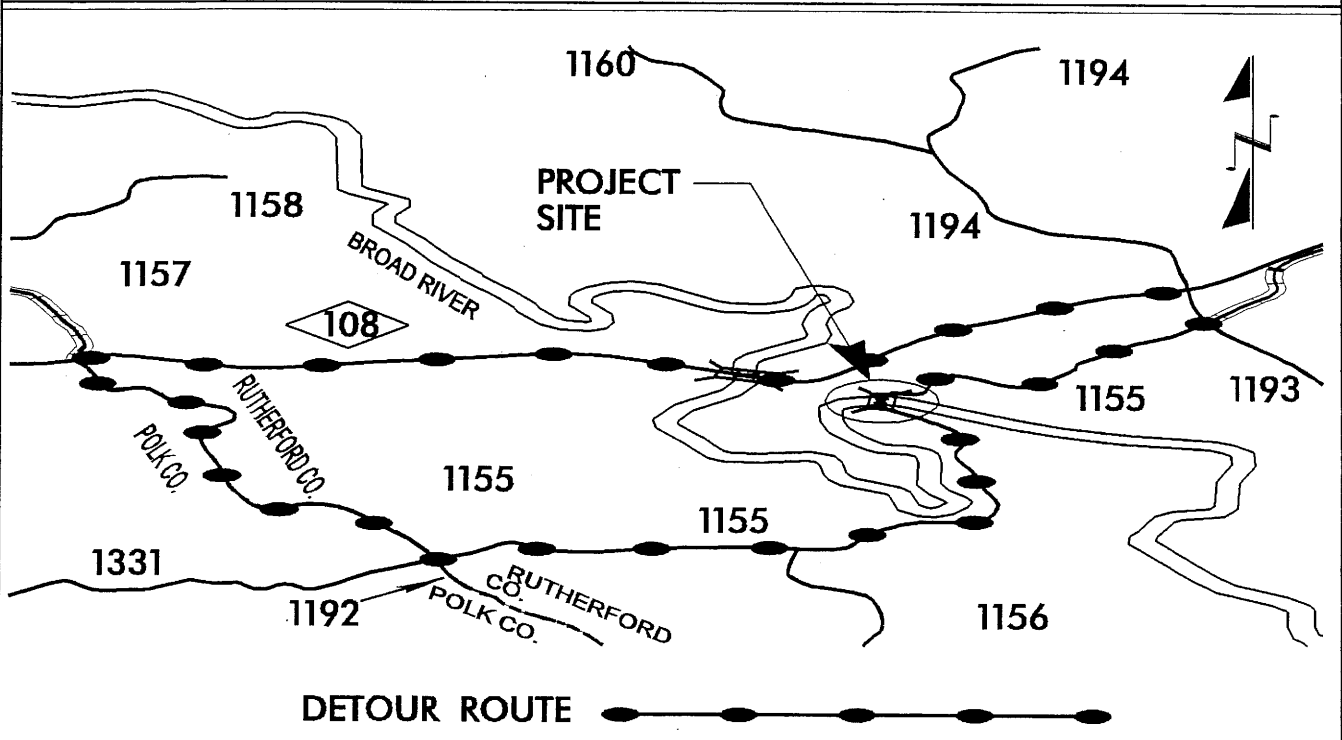 1160
1194
PROJECT
SITE
1158
1194
BROAD RIVER
1157
108
RUTHERFORD CO.
POLK CO.
1155
1193
1155
1155
1331
RUTHERFORD
CO.
POLK CO.
1192
1156
DETOUR ROUTE